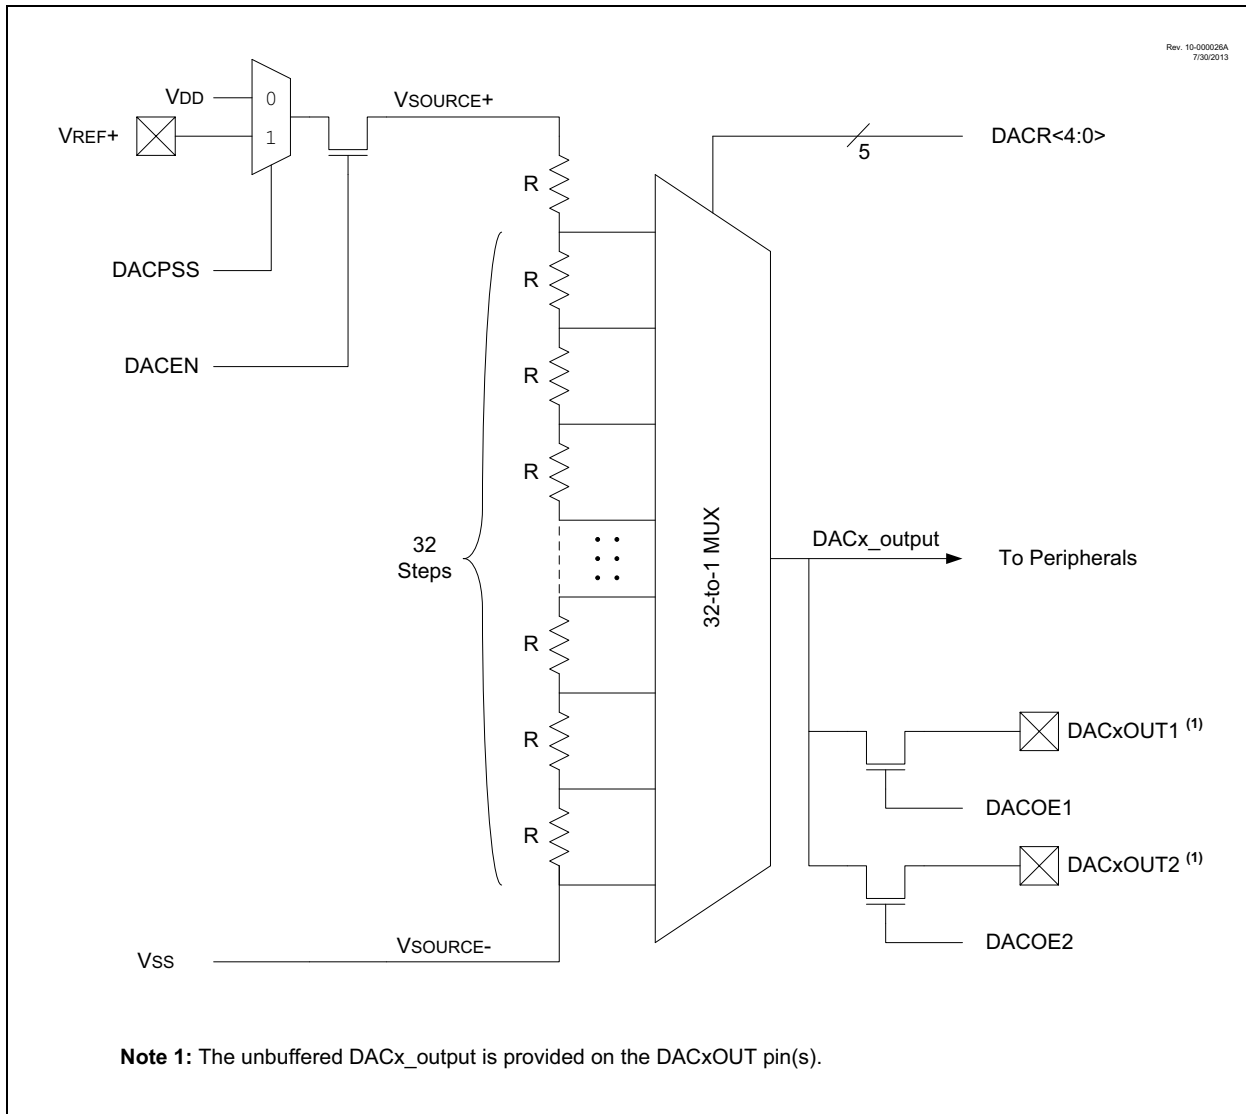 Rev. 10-000026A
7/30/2013
VDD
0
VSOURCE+
VREF+
1
DACR<4:0>
5
R
DACPSS
R
DACEN
R
R
32
Steps
32-to-1 MUX
DACx_output
To Peripherals
R
R
DACxOUT1 (1)
DACOE1
R
DACxOUT2 (1)
DACOE2
VSOURCE-
VSS
Note 1: The unbuffered DACx_output is provided on the DACxOUT pin(s).